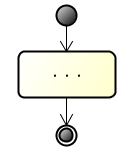 . . .